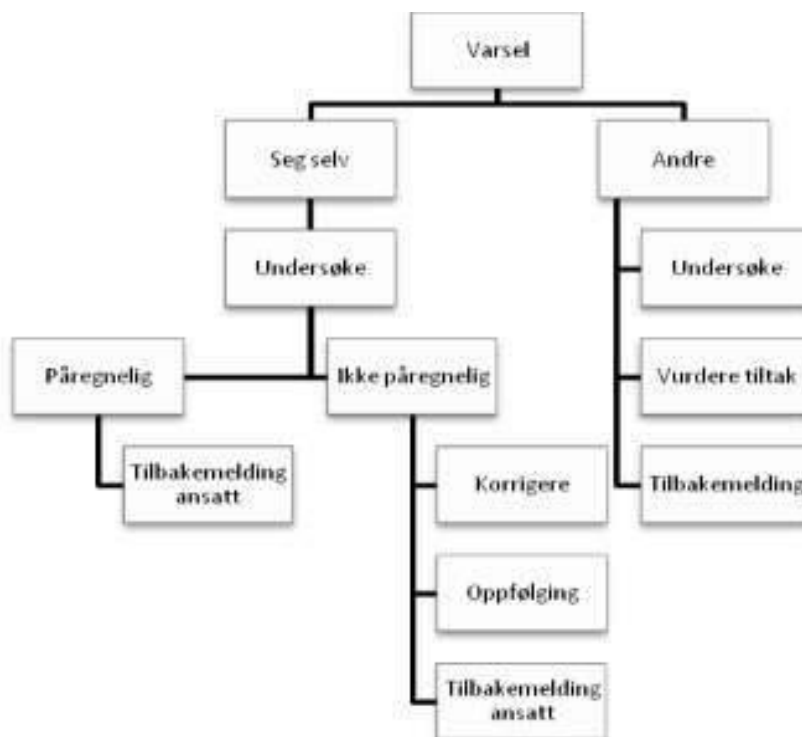 Varsel
Seg selv
Andre
Undersøke
Undersøke
Påregnelig
Ikke påregnelig
Vurdere tiltak
Tilbakemelding
ansatt
Korrigere
Tilbakemelding
Oppfølging
Tilbakemelding
ansatt